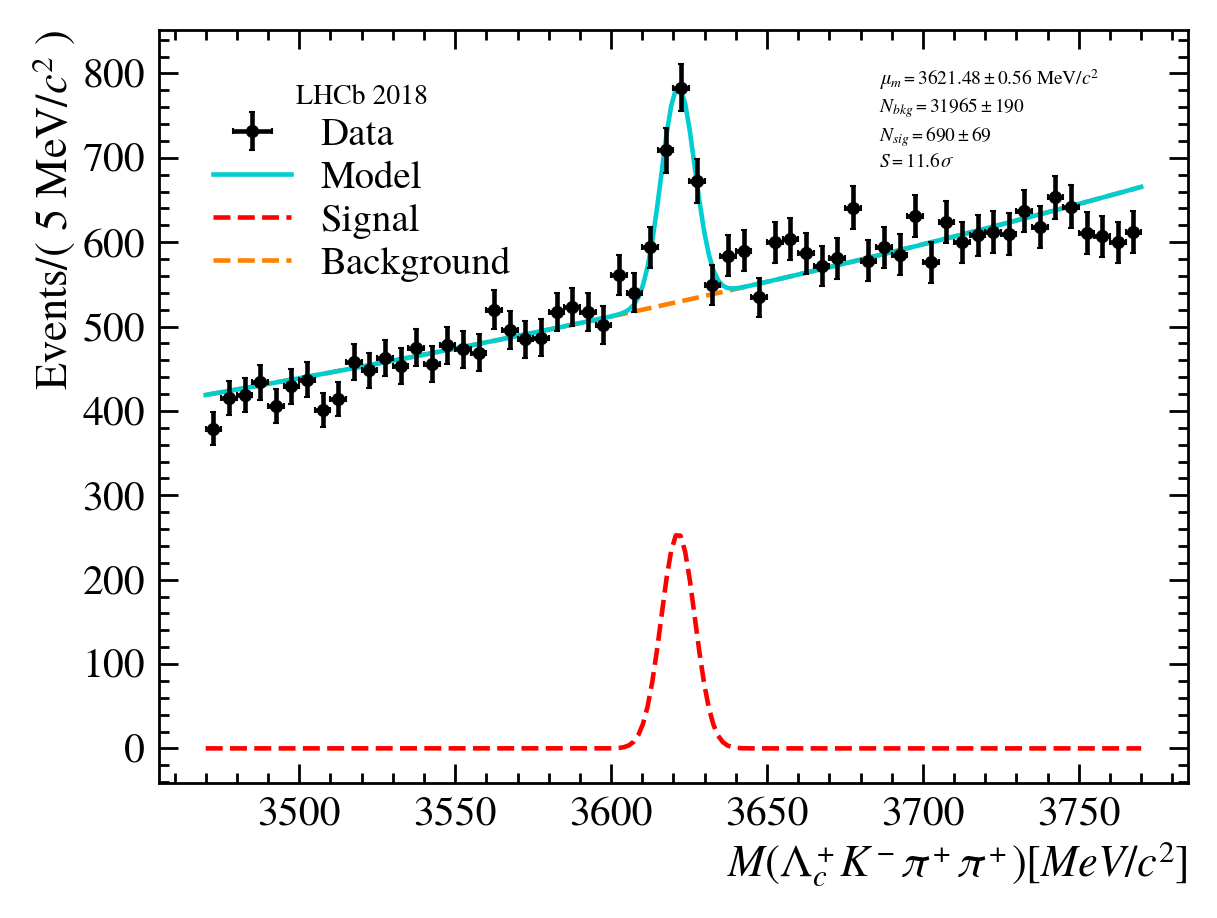 Events/( 5 MeV/c² )
800
700
600
500
400
300
200
100
0
LHCb 2018
Data
Model
Signal
Background
μ_m = 3621.48 ± 0.56 MeV/c²
N_bkg = 31965 ± 190
N_sig = 690 ± 69
S = 11.6σ
3500 3550 3600 3650 3700 3750
M(Λ_c⁺K⁻π⁺π⁺)[MeV/c²]